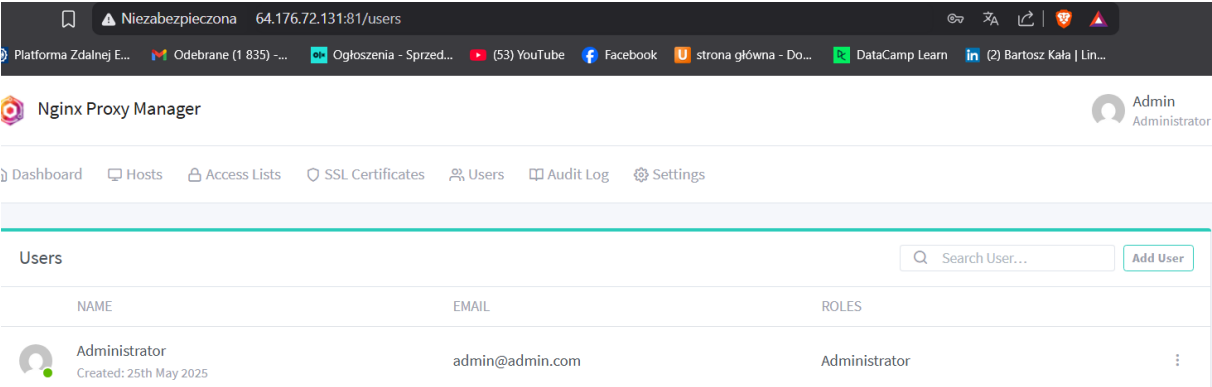 Niezabezpieczona 64.176.72.131:81/users
Platforma Zdalnej E... Odebrane (1 835) -... Ogłoszenia - Sprzed... (53) YouTube Facebook strona główna - Do... DataCamp Learn (2) Bartosz Kała | Lin...
Nginx Proxy Manager
Admin
Administrator
Dashboard Hosts Access Lists SSL Certificates Users Audit Log Settings
Users Search User... Add User
NAME EMAIL ROLES
Administrator admin@admin.com Administrator
Created: 25th May 2025